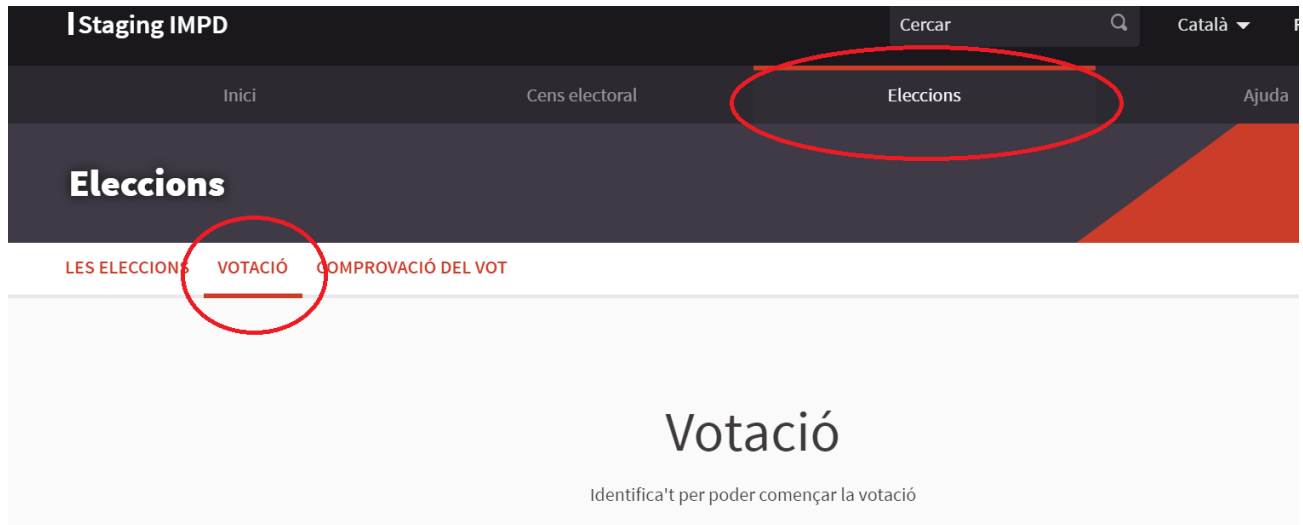 Staging IMPD
Cercar
Català
Inici
Cens electoral
Eleccions
Ajuda
Eleccions
LES ELECCIONS VOTACIÓ COMPROVACIÓ DEL VOT
Votació
Identifica't per poder començar la votació